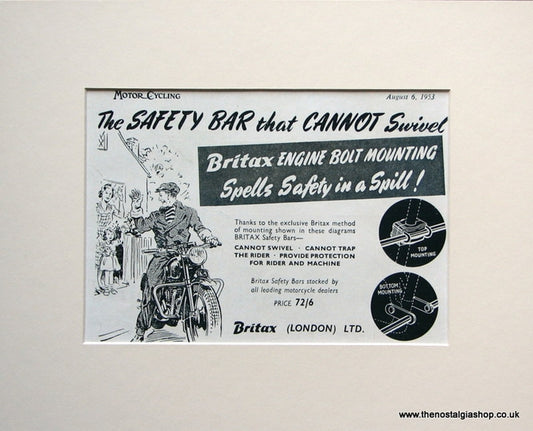 MOTOR CYCLING
August 6, 1953
The SAFETY BAR that CANNOT Swivel
Britax ENGINE BOLT MOUNTING
Spells Safety in a Spill!
Thanks to the exclusive Britax method
of mounting shown in these diagrams
BRITAX Safety Bars—
CANNOT SWIVEL · CANNOT TRAP
THE RIDER · PROVIDE PROTECTION
FOR RIDER AND MACHINE
Britax Safety Bars stocked by
all leading motorcycle dealers
PRICE 72/6
Britax (LONDON) LTD.
TOP
MOUNTING
BOTTOM
MOUNTING
www.thenostalgiashop.co.uk